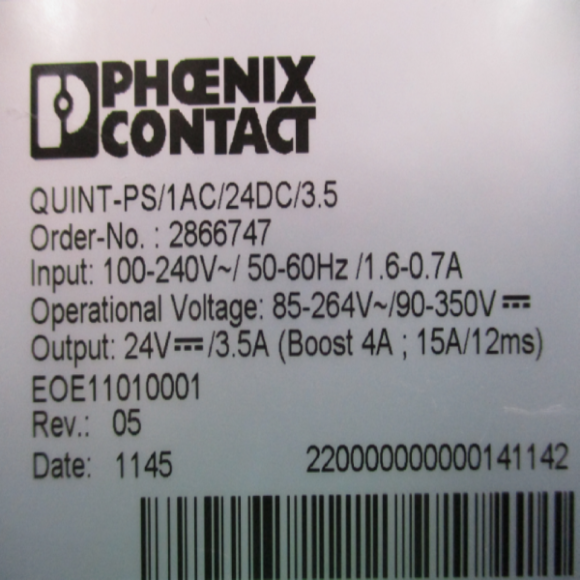 PHŒNIX
CONTACT
QUINT-PS/1AC/24DC/3.5
Order-No. : 2866747
Input: 100-240V~/ 50-60Hz /1.6-0.7A
Operational Voltage: 85-264V~/90-350V⎓
Output: 24V⎓/3.5A (Boost 4A ; 15A/12ms)
EOE11010001
Rev.: 05
Date: 1145 2200000000000141142